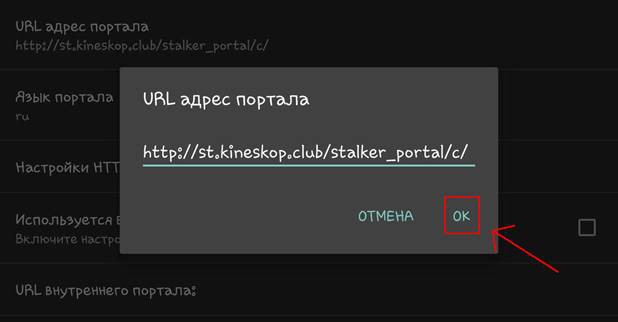 URL адрес портала
http://st.kineskop.club/stalker_portal/c/
Язык портала
ru
URL адрес портала
http://st.kineskop.club/stalker_portal/c/
Настройки HTT
ОТМЕНА
OK
Используется в
Включите настро
URL внутреннего портала: